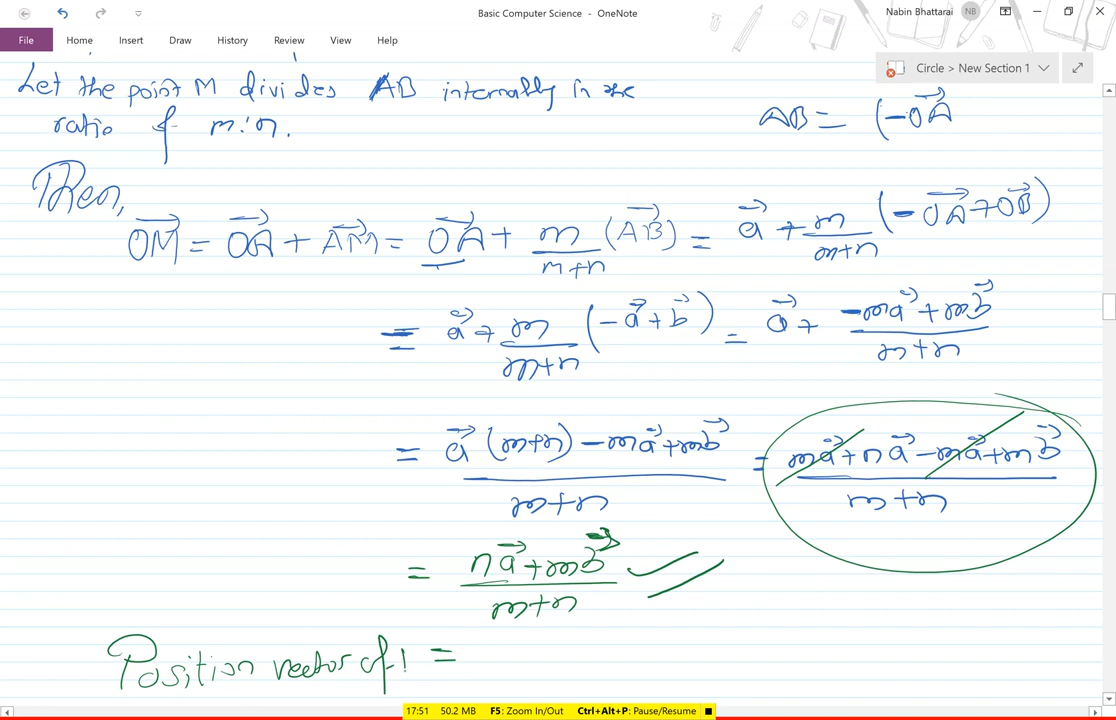 Basic Computer Science - OneNote
Nabin Bhattarai NB
File Home Insert Draw History Review View Help
Circle > New Section 1
Let the point M divides AB internally in the
ratio of m:n.
AB = (-OA
Then,
OM = OA + AM = OA + m/m+n (AB) = a + m/m+n (-OA + OB)
= a + m/m+n (-a + b) = a + -ma + mb/m+n
= a (m+n) - ma + mb/m+n = ma + na - ma + mb/m+n
= na + mb/m+n
Position vector of =
17:51 50.2 MB F5: Zoom In/Out Ctrl+Alt+P: Pause/Resume